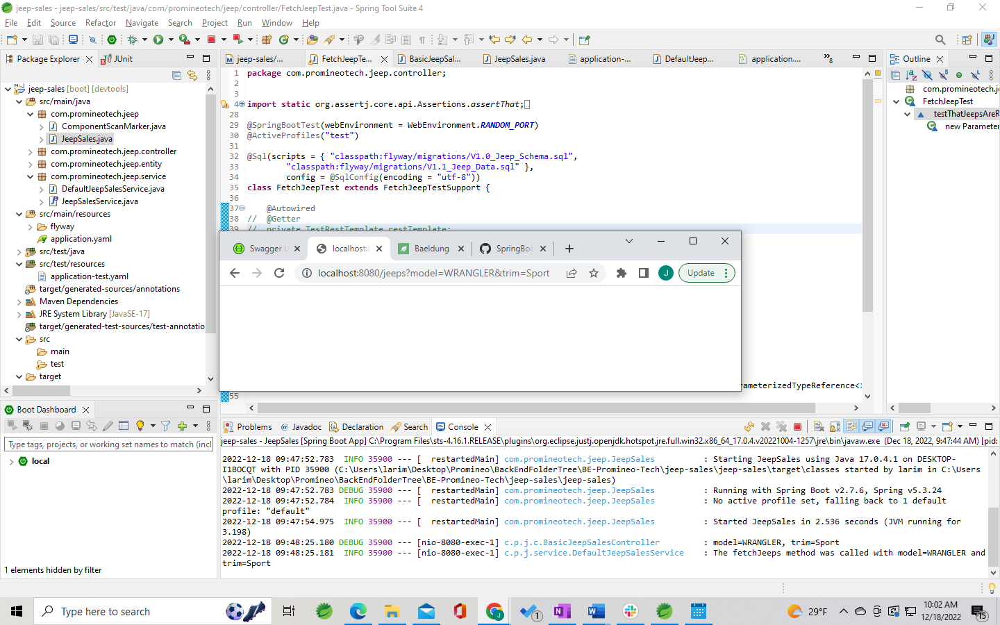 jeep-sales - jeep-sales/src/test/java/com/promineotech/jeep/controller/FetchJeepTest.java - Spring Tool Suite 4
File Edit Source Refactor Navigate Search Project Run Window Help
Package Explorer
JUnit
jeep-sales [boot] [devtools]
src/main/java
com.promineotech.jeep
ComponentScanMarker.java
JeepSales.java
com.promineotech.jeep.controller
com.promineotech.jeep.entity
com.promineotech.jeep.service
DefaultJeepSalesService.java
JeepSalesService.java
src/main/resources
flyway
application.yaml
src/test/java
src/test/resources
application-test.yaml
target/generated-sources/annotations
Maven Dependencies
JRE System Library [JavaSE-17]
target/generated-test-sources/test-annotatio
src
main
test
target
jeep-sales/... FetchJeepTe... BasicJeepSal... JeepSales.java application-... DefaultJeep... application.... 8
1 package com.promineotech.jeep.controller;
2
3
4 import static org.assertj.core.api.Assertions.assertThat;
28
29 @SpringBootTest(webEnvironment = WebEnvironment.RANDOM_PORT)
30 @ActiveProfiles("test")
31
32 @Sql(scripts = { "classpath:flyway/migrations/V1.0_Jeep_Schema.sql",
33 "classpath:flyway/migrations/V1.1_Jeep_Data.sql" },
34 config = @SqlConfig(encoding = "utf-8"))
35 class FetchJeepTest extends FetchJeepTestSupport {
36
37 @Autowired
38 // @Getter
39 // private TestRestTemplate restTemplate;
rameterizedTypeReference<
55
Swagger localhost: Baeldung SpringBoo
localhost:8080/jeeps?model=WRANGLER&trim=Sport
J
Update
Outline
com.promineotech.j
FetchJeepTest
testThatJeepsAreR
new Parameter
Boot Dashboard
Type tags, projects, or working set names to match (incl
local
1 elements hidden by filter
Problems Javadoc Declaration Search Console
jeep-sales - JeepSales [Spring Boot App] C:\Program Files\sts-4.16.1.RELEASE\plugins\org.eclipse.justj.openjdk.hotspot.jre.full.win32.x86_64_17.0.4.v20221004-1257\jre\bin\javaw.exe (Dec 18, 2022, 9:47:44 AM) [pid:
2022-12-18 09:47:52.783 INFO 35900 --- [ restartedMain] com.promineotech.jeep.JeepSales : Starting JeepSales using Java 17.0.4.1 on DESKTOP-
I1BOCQT with PID 35900 (C:\Users\larim\Desktop\Promineo\BackEndFolderTree\BE-Promineo-Tech\jeep-sales\jeep-sales\target\classes started by larim in C:\Users
\larim\Desktop\Promineo\BackEndFolderTree\BE-Promineo-Tech\jeep-sales\jeep-sales)
2022-12-18 09:47:52.783 DEBUG 35900 --- [ restartedMain] com.promineotech.jeep.JeepSales : Running with Spring Boot v2.7.6, Spring v5.3.24
2022-12-18 09:47:52.784 INFO 35900 --- [ restartedMain] com.promineotech.jeep.JeepSales : No active profile set, falling back to 1 default
profile: "default"
2022-12-18 09:47:54.975 INFO 35900 --- [ restartedMain] com.promineotech.jeep.JeepSales : Started JeepSales in 2.536 seconds (JVM running for
3.198)
2022-12-18 09:48:25.180 DEBUG 35900 --- [nio-8080-exec-1] c.p.j.c.BasicJeepSalesController : model=WRANGLER, trim=Sport
2022-12-18 09:48:25.181 INFO 35900 --- [nio-8080-exec-1] c.p.j.service.DefaultJeepSalesService : The fetchJeeps method was called with model=WRANGLER and
trim=Sport
Type here to search
1
29°F
10:02 AM
12/18/2022
15